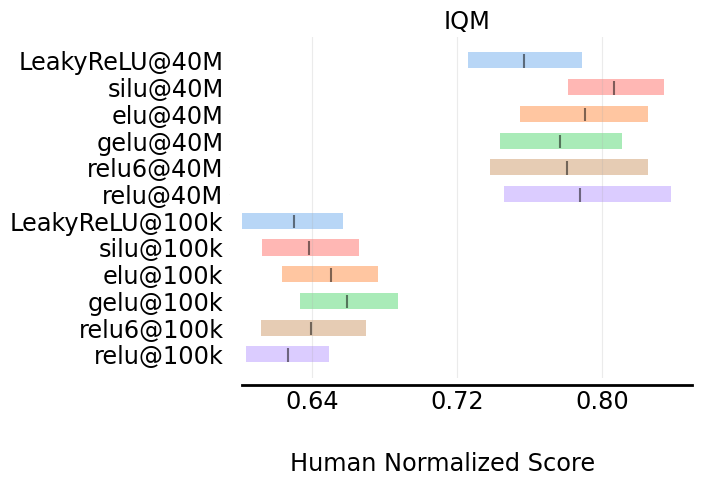 IQM
LeakyReLU@40M
silu@40M
elu@40M
gelu@40M
relu6@40M
relu@40M
LeakyReLU@100k
silu@100k
elu@100k
gelu@100k
relu6@100k
relu@100k
0.64 0.72 0.80
Human Normalized Score